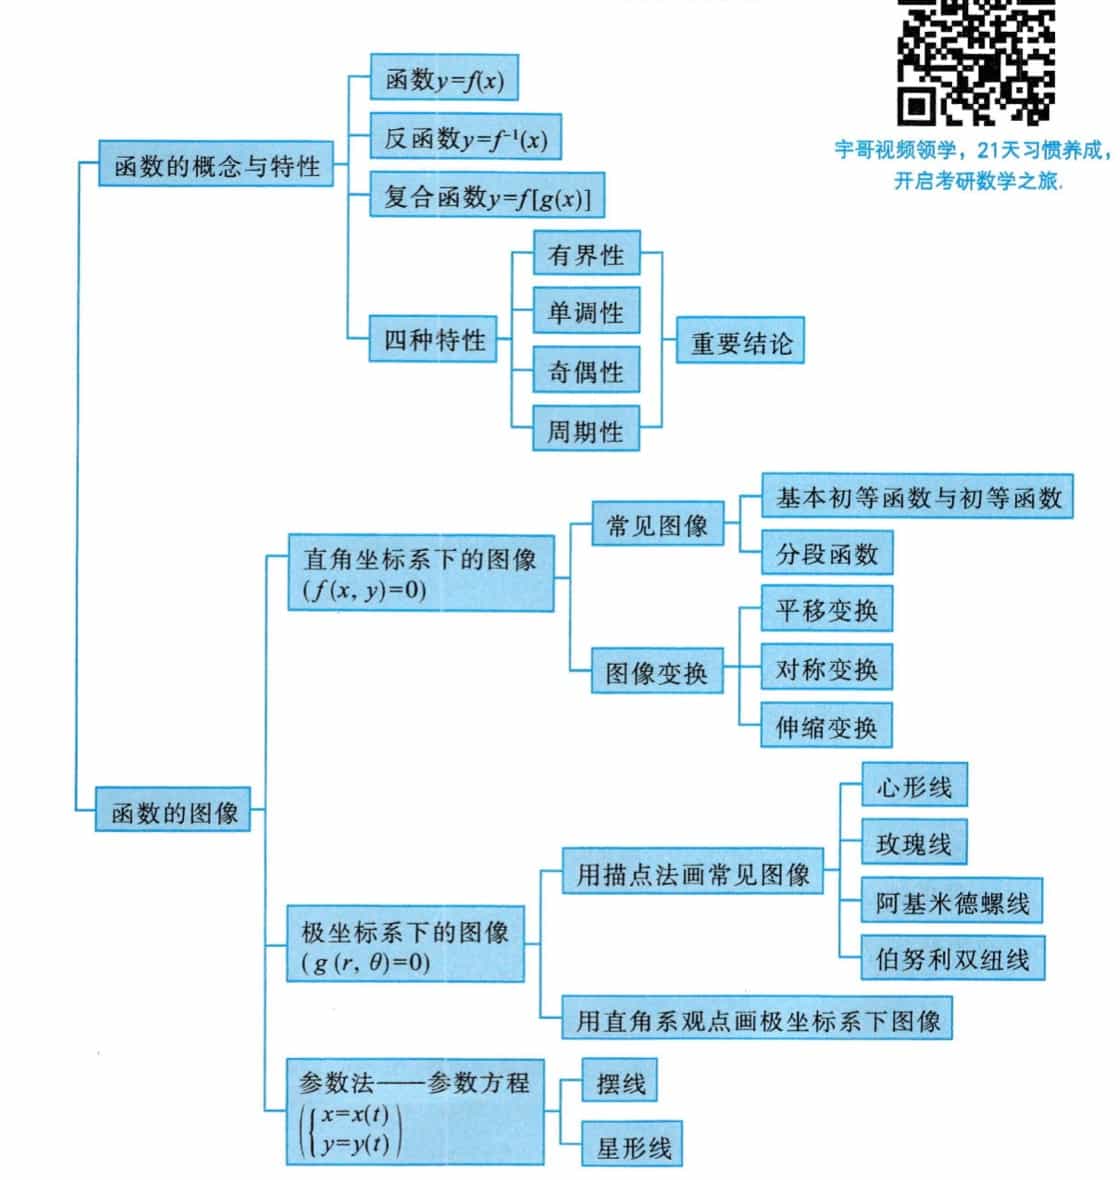 宇哥视频领学，21天习惯养成，
开启考研数学之旅.
函数的概念与特性
函数y=f(x)
反函数y=f⁻¹(x)
复合函数y=f[g(x)]
四种特性
有界性
单调性
奇偶性
周期性
重要结论
函数的图像
直角坐标系下的图像
(f(x, y)=0)
常见图像
基本初等函数与初等函数
分段函数
图像变换
平移变换
对称变换
伸缩变换
极坐标系下的图像
(g(r, θ)=0)
用描点法画常见图像
心形线
玫瑰线
阿基米德螺线
伯努利双纽线
用直角系观点画极坐标系下图像
参数法——参数方程
({x=x(t)
y=y(t))
摆线
星形线